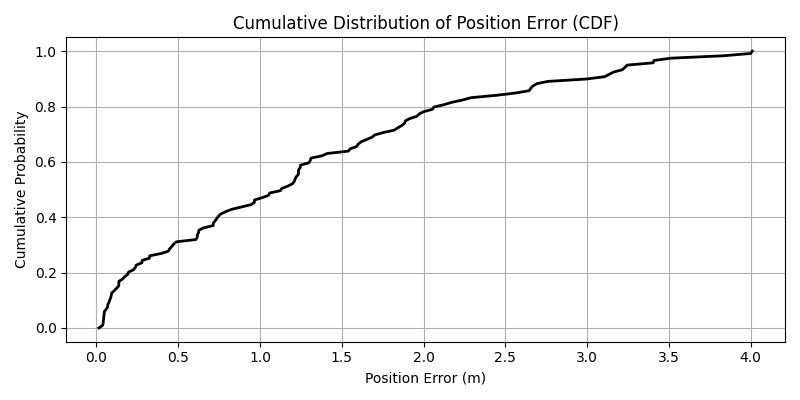 Cumulative Distribution of Position Error (CDF)
1.0
0.8
0.6
0.4
0.2
0.0
Cumulative Probability
0.0 0.5 1.0 1.5 2.0 2.5 3.0 3.5 4.0
Position Error (m)